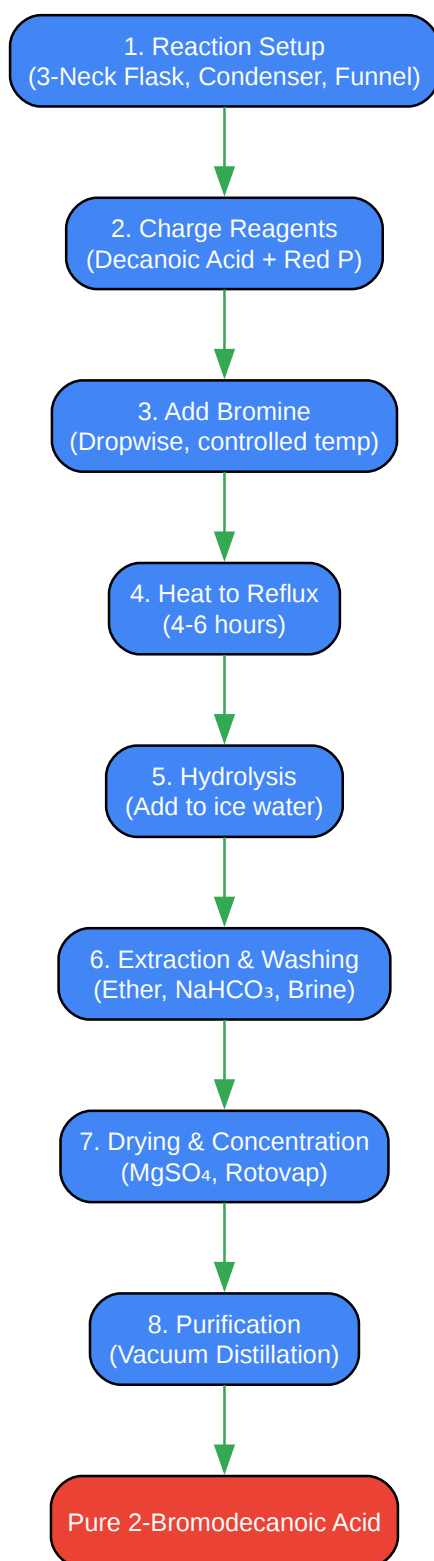 1. Reaction Setup
(3-Neck Flask, Condenser, Funnel)
2. Charge Reagents
(Decanoic Acid + Red P)
3. Add Bromine
(Dropwise, controlled temp)
4. Heat to Reflux
(4-6 hours)
5. Hydrolysis
(Add to ice water)
6. Extraction & Washing
(Ether, NaHCO₃, Brine)
7. Drying & Concentration
(MgSO₄, Rotovap)
8. Purification
(Vacuum Distillation)
Pure 2-Bromodecanoic Acid